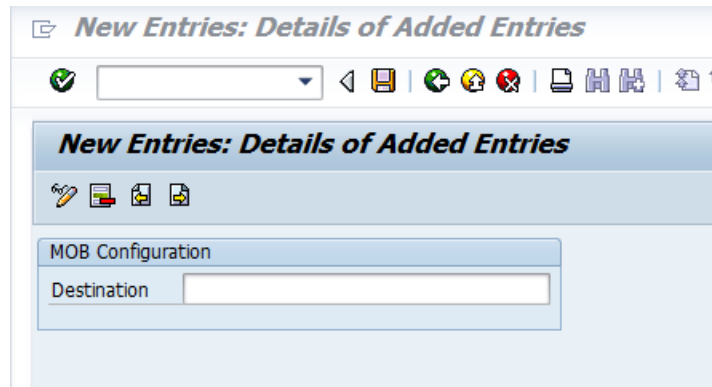 New Entries: Details of Added Entries
New Entries: Details of Added Entries
MOB Configuration
Destination